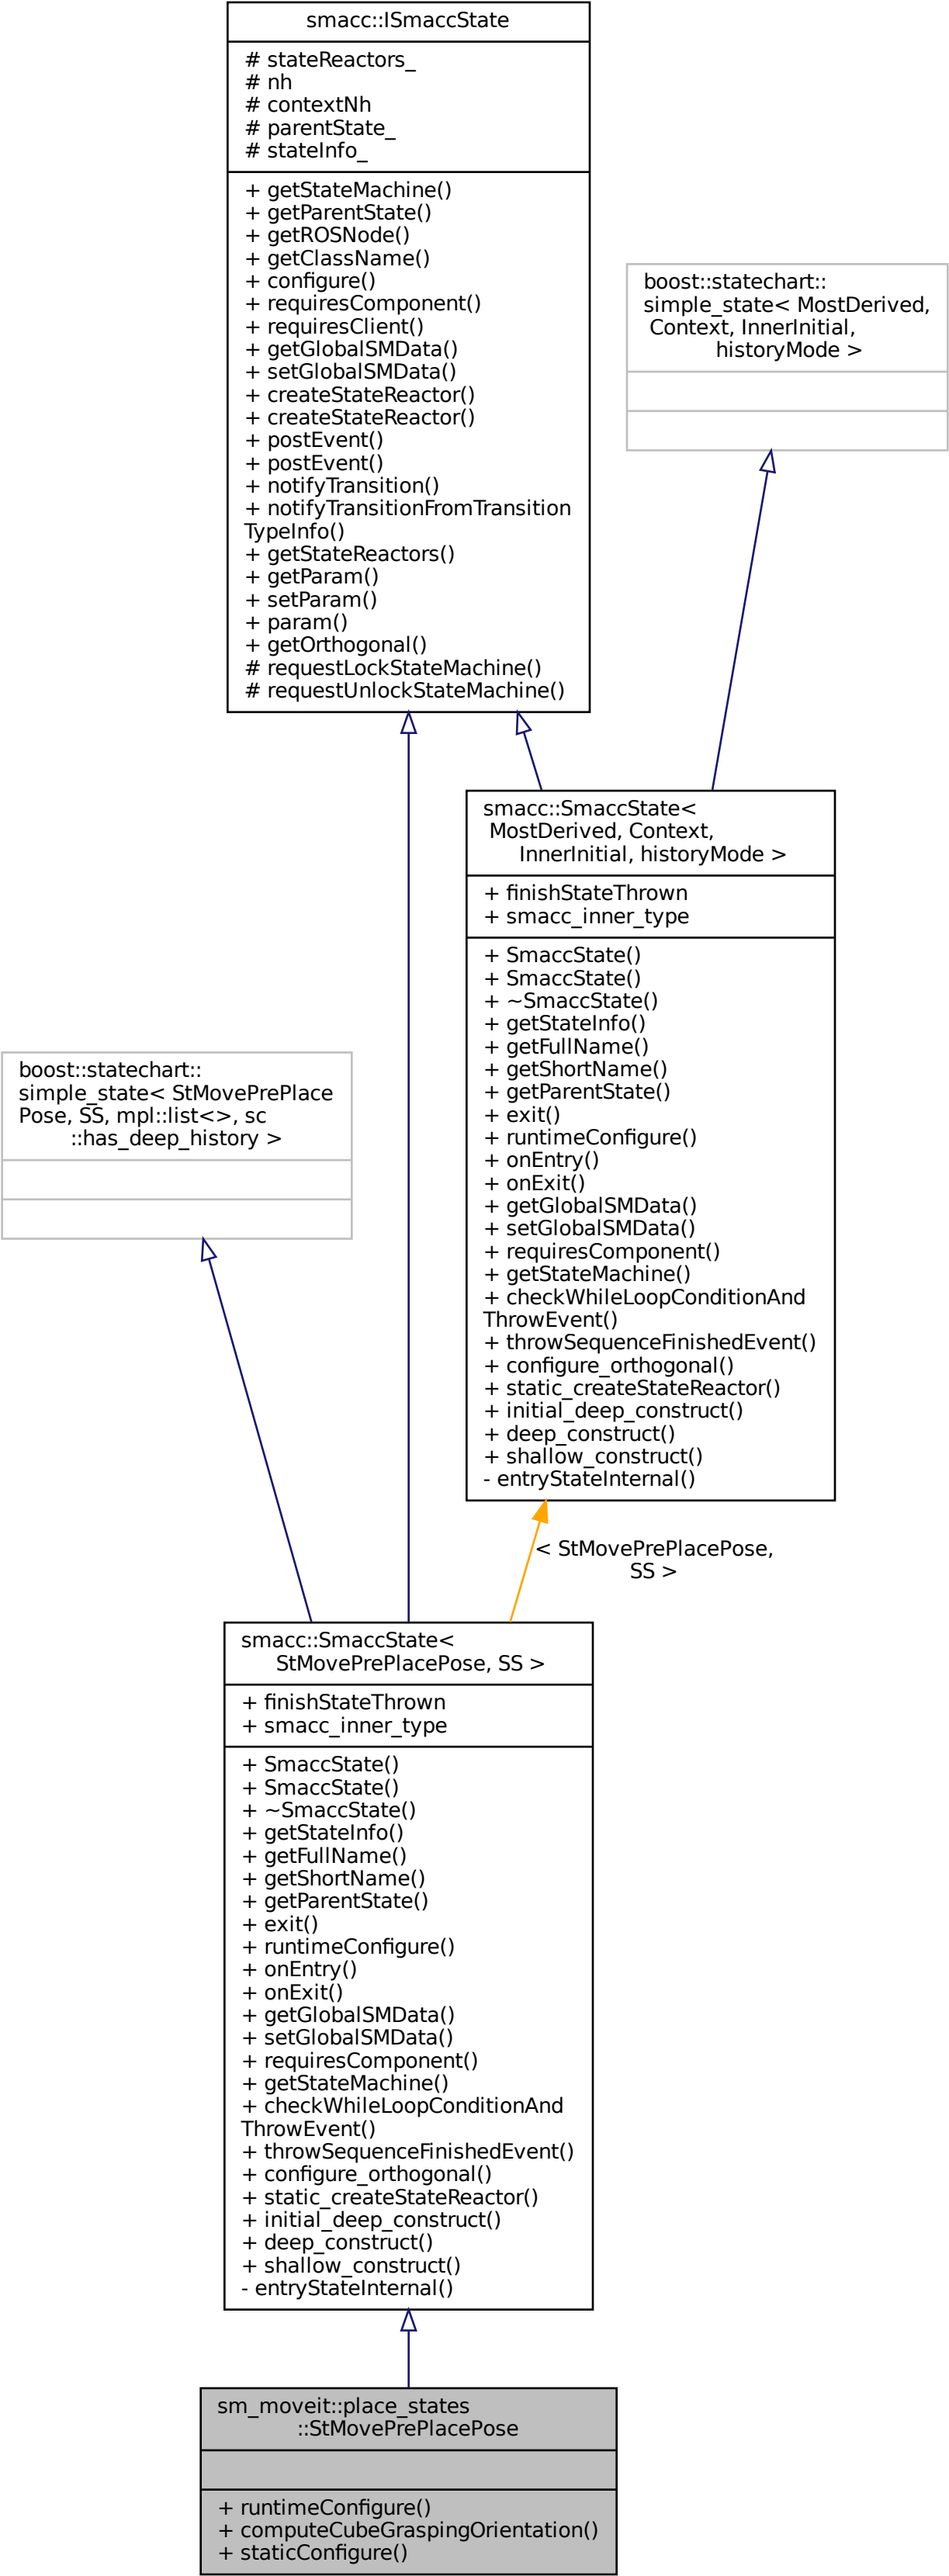 smacc::ISmaccState
# stateReactors_
# nh
# contextNh
# parentState_
# stateInfo_
+ getStateMachine()
+ getParentState()
+ getROSNode()
+ getClassName()
+ configure()
+ requiresComponent()
+ requiresClient()
+ getGlobalSMData()
+ setGlobalSMData()
+ createStateReactor()
+ createStateReactor()
+ postEvent()
+ postEvent()
+ notifyTransition()
+ notifyTransitionFromTransition
TypeInfo()
+ getStateReactors()
+ getParam()
+ setParam()
+ param()
+ getOrthogonal()
# requestLockStateMachine()
# requestUnlockStateMachine()
boost::statechart::
simple_state< MostDerived,
Context, InnerInitial,
historyMode >
smacc::SmaccState<
MostDerived, Context,
InnerInitial, historyMode >
+ finishStateThrown
+ smacc_inner_type
+ SmaccState()
+ SmaccState()
+ ~SmaccState()
+ getStateInfo()
+ getFullName()
+ getShortName()
+ getParentState()
+ exit()
+ runtimeConfigure()
+ onEntry()
+ onExit()
+ getGlobalSMData()
+ setGlobalSMData()
+ requiresComponent()
+ getStateMachine()
+ checkWhileLoopConditionAnd
ThrowEvent()
+ throwSequenceFinishedEvent()
+ configure_orthogonal()
+ static_createStateReactor()
+ initial_deep_construct()
+ deep_construct()
+ shallow_construct()
- entryStateInternal()
boost::statechart::
simple_state< StMovePrePlace
Pose, SS, mpl::list<>, sc
::has_deep_history >
< StMovePrePlacePose,
SS >
smacc::SmaccState<
StMovePrePlacePose, SS >
+ finishStateThrown
+ smacc_inner_type
+ SmaccState()
+ SmaccState()
+ ~SmaccState()
+ getStateInfo()
+ getFullName()
+ getShortName()
+ getParentState()
+ exit()
+ runtimeConfigure()
+ onEntry()
+ onExit()
+ getGlobalSMData()
+ setGlobalSMData()
+ requiresComponent()
+ getStateMachine()
+ checkWhileLoopConditionAnd
ThrowEvent()
+ throwSequenceFinishedEvent()
+ configure_orthogonal()
+ static_createStateReactor()
+ initial_deep_construct()
+ deep_construct()
+ shallow_construct()
- entryStateInternal()
sm_moveit::place_states
::StMovePrePlacePose
+ runtimeConfigure()
+ computeCubeGraspingOrientation()
+ staticConfigure()